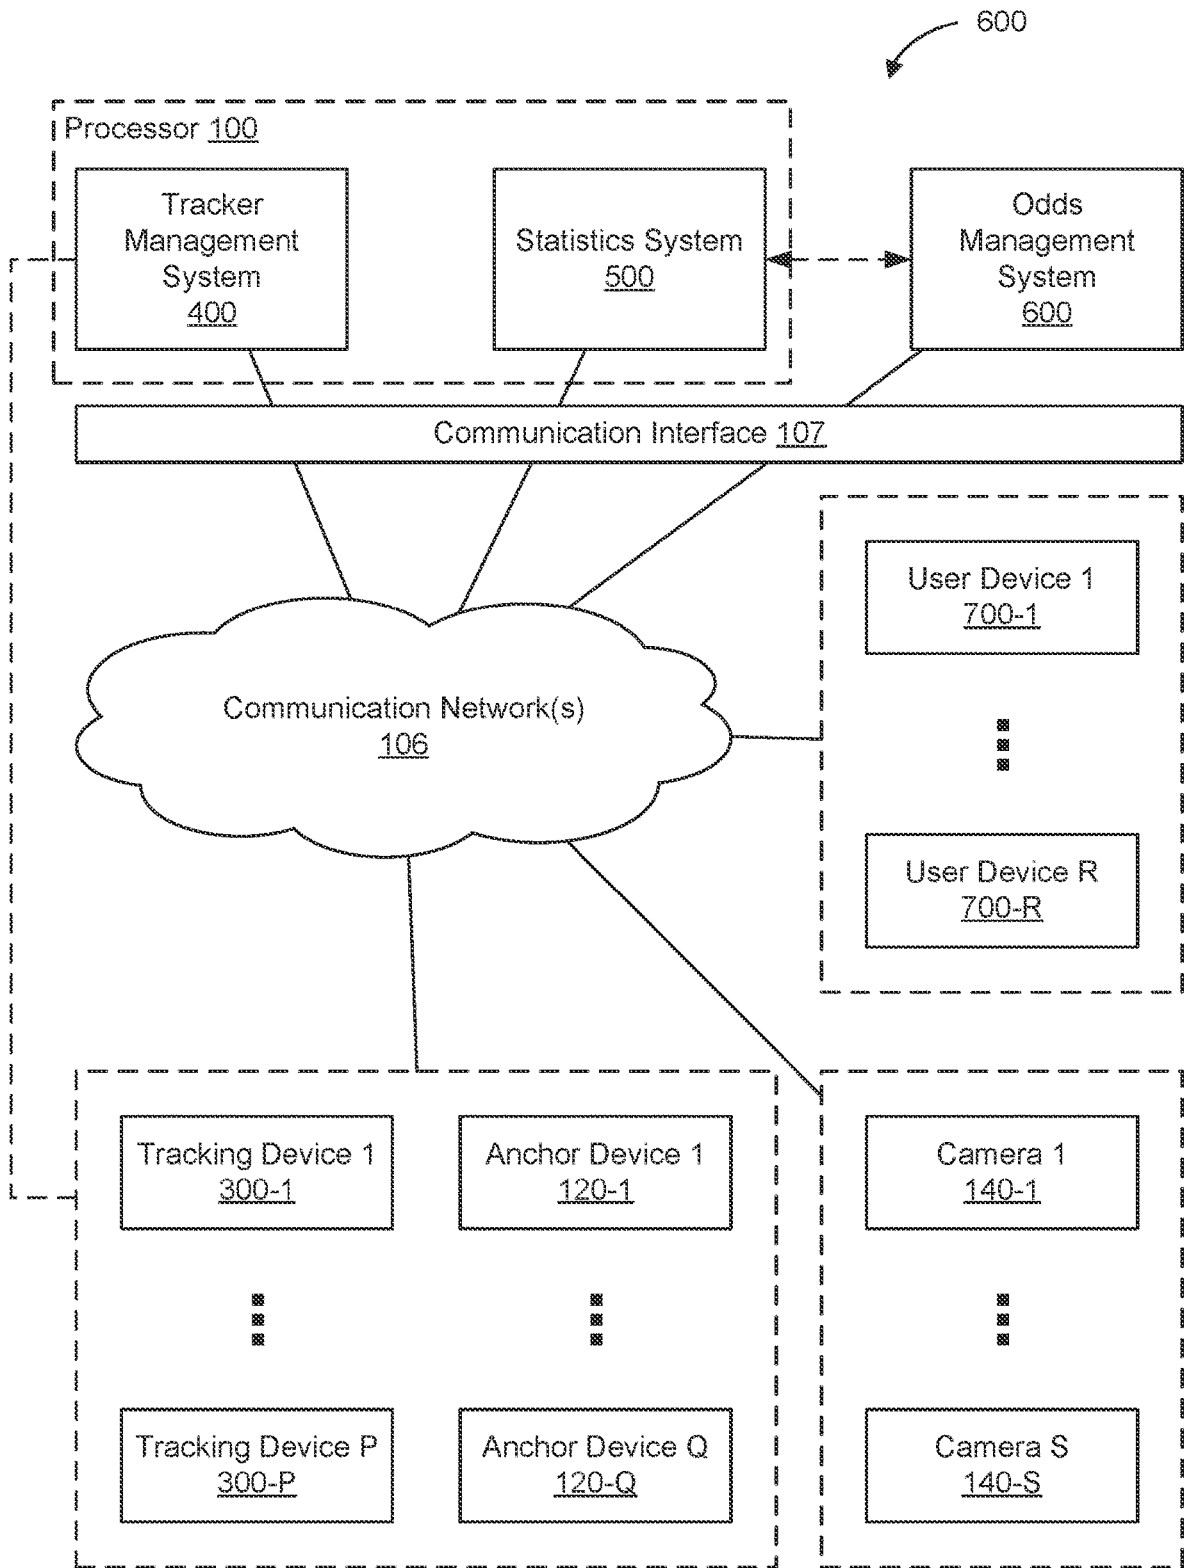 600
Processor 100
Tracker
Management
System
400
Statistics System
500
Odds
Management
System
600
Communication Interface 107
User Device 1
700-1
Communication Network(s)
106
User Device R
700-R
Tracking Device 1
300-1
Anchor Device 1
120-1
Camera 1
140-1
Tracking Device P
300-P
Anchor Device Q
120-Q
Camera S
140-S